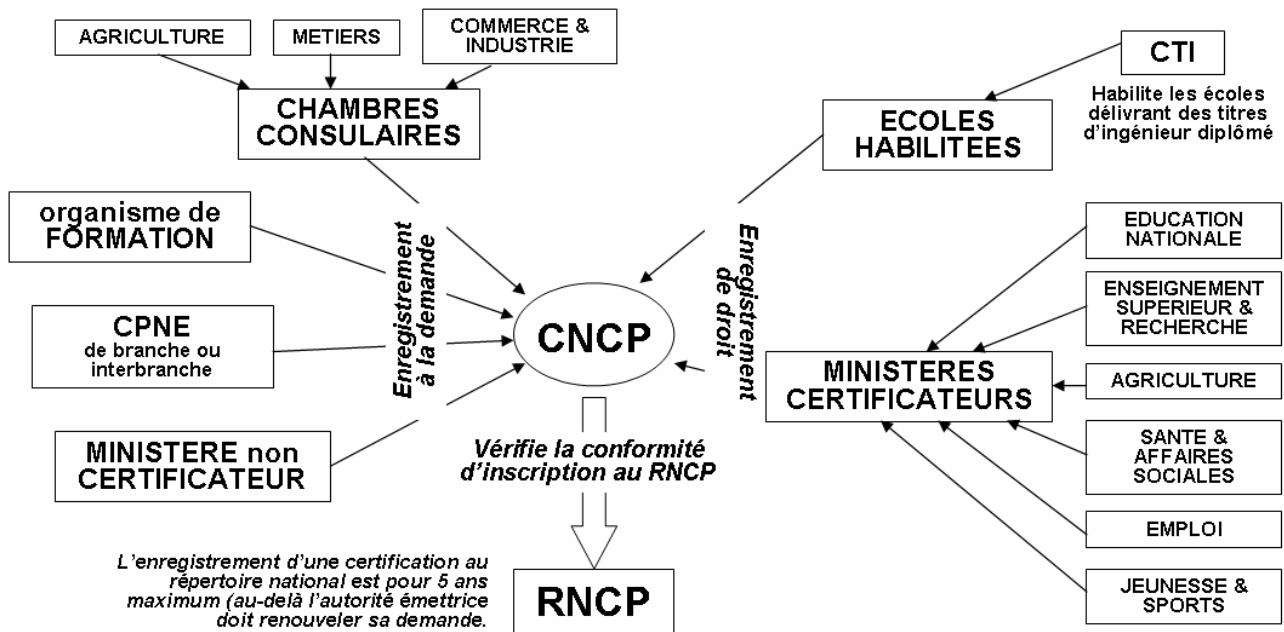 AGRICULTURE
METIERS
COMMERCE &
INDUSTRIE
CHAMBRES
CONSULAIRES
CTI
Habilite les écoles
délivrant des titres
d'ingénieur diplômé
ECOLES
HABILITEES
organisme de
FORMATION
CPNE
de branche ou
interbranche
MINISTERE non
CERTIFICATEUR
Enregistrement
à la demande
CNCP
Enregistrement
de droit
EDUCATION
NATIONALE
ENSEIGNEMENT
SUPERIEUR &
RECHERCHE
MINISTERES
CERTIFICATEURS
AGRICULTURE
SANTE &
AFFAIRES
SOCIALES
EMPLOI
JEUNESSE &
SPORTS
Vérifie la conformité
d'inscription au RNCP
L'enregistrement d'une certification au
répertoire national est pour 5 ans
maximum (au-delà l'autorité émettrice
doit renouveler sa demande.
RNCP